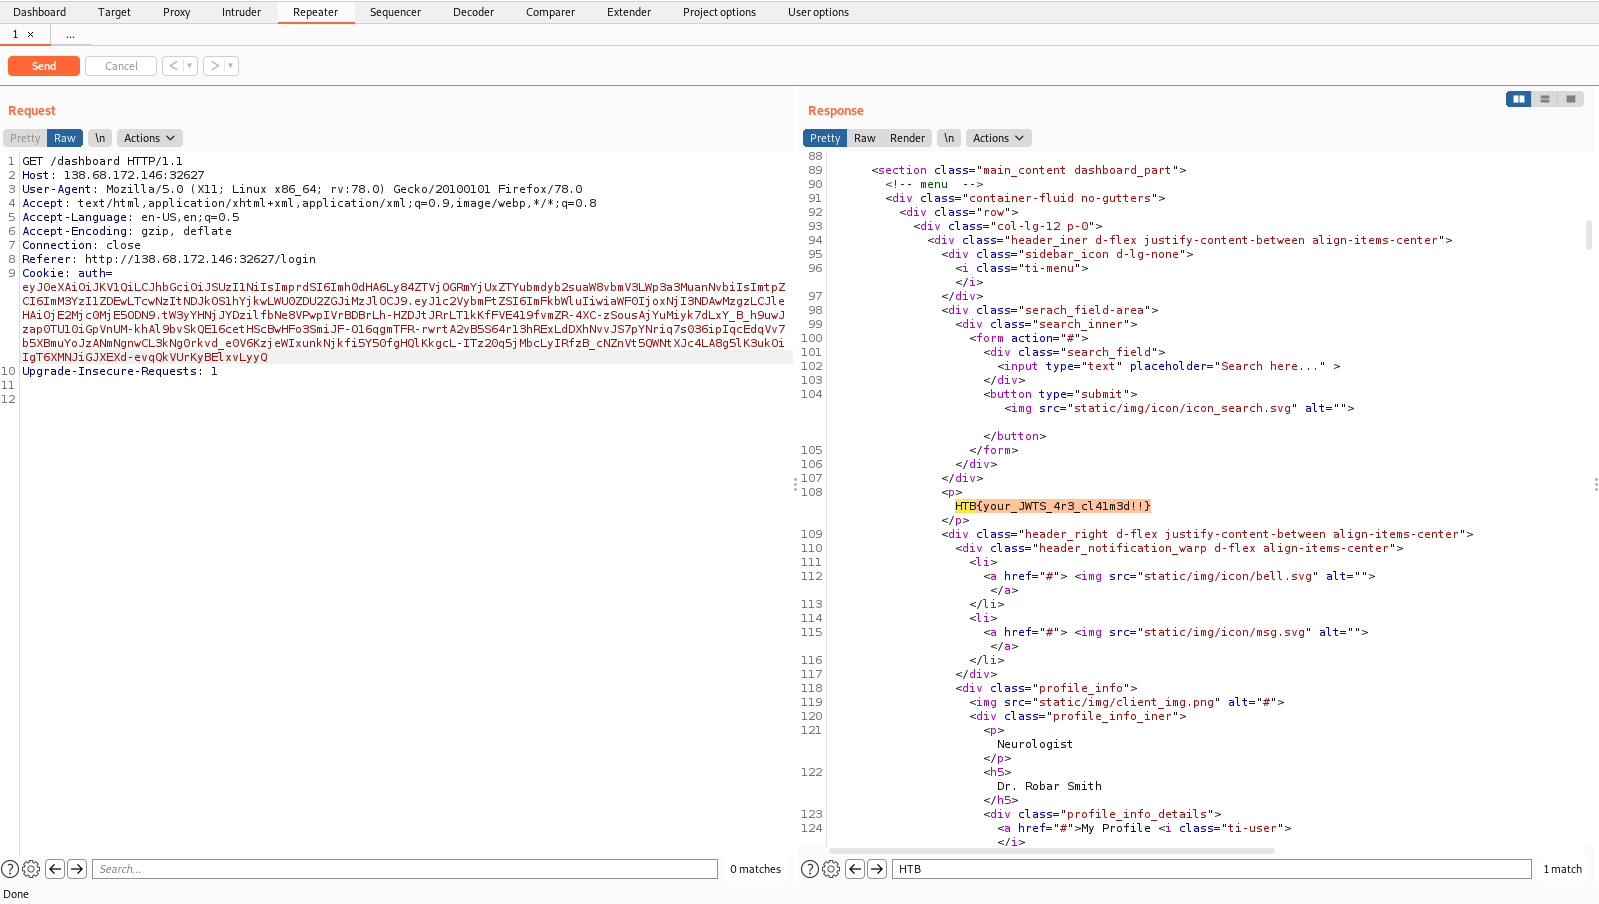 Dashboard Target Proxy Intruder Repeater Sequencer Decoder Comparer Extender Project options User options
1 × ...
Send Cancel < >
Request
Pretty Raw \n Actions
1 GET /dashboard HTTP/1.1
2 Host: 138.68.172.146:32627
3 User-Agent: Mozilla/5.0 (X11; Linux x86_64; rv:78.0) Gecko/20100101 Firefox/78.0
4 Accept: text/html,application/xhtml+xml,application/xml;q=0.9,image/webp,*/*;q=0.8
5 Accept-Language: en-US,en;q=0.5
6 Accept-Encoding: gzip, deflate
7 Connection: close
8 Referer: http://138.68.172.146:32627/login
9 Cookie: auth=
10 Upgrade-Insecure-Requests: 1
11
12
? Search... 0 matches
Done
Response
Pretty Raw Render \n Actions
88
89 <section class="main_content dashboard_part">
90 <!-- menu -->
91 <div class="container-fluid no-gutters">
92 <div class="row">
93 <div class="col-lg-12 p-0">
94 <div class="header_iner d-flex justify-content-between align-items-center">
95 <div class="sidebar_icon d-lg-none">
96 <i class="ti-menu">
</i>
97 </div>
98 <div class="serach_field-area">
99 <div class="search_inner">
100 <form action="#">
101 <div class="search_field">
102 <input type="text" placeholder="Search here..." >
103 </div>
104 <button type="submit">
<img src="static/img/icon/icon_search.svg" alt="">
</button>
105 </form>
106 </div>
107 </div>
108 <p>
HTB{your_JWTS_4r3_cl41m3d!!}
</p>
109 <div class="header_right d-flex justify-content-between align-items-center">
110 <div class="header_notification_warp d-flex align-items-center">
111 <li>
112 <a href="#"> <img src="static/img/icon/bell.svg" alt="">
</a>
113 </li>
114 <li>
115 <a href="#"> <img src="static/img/icon/msg.svg" alt="">
</a>
116 </li>
117 </div>
118 <div class="profile_info">
119 <img src="static/img/client_img.png" alt="#">
120 <div class="profile_info_iner">
121 <p>
Neurologist
</p>
122 <h5>
Dr. Robar Smith
</h5>
123 <div class="profile_info_details">
124 <a href="#">My Profile <i class="ti-user">
</i>
? HTB 1 match